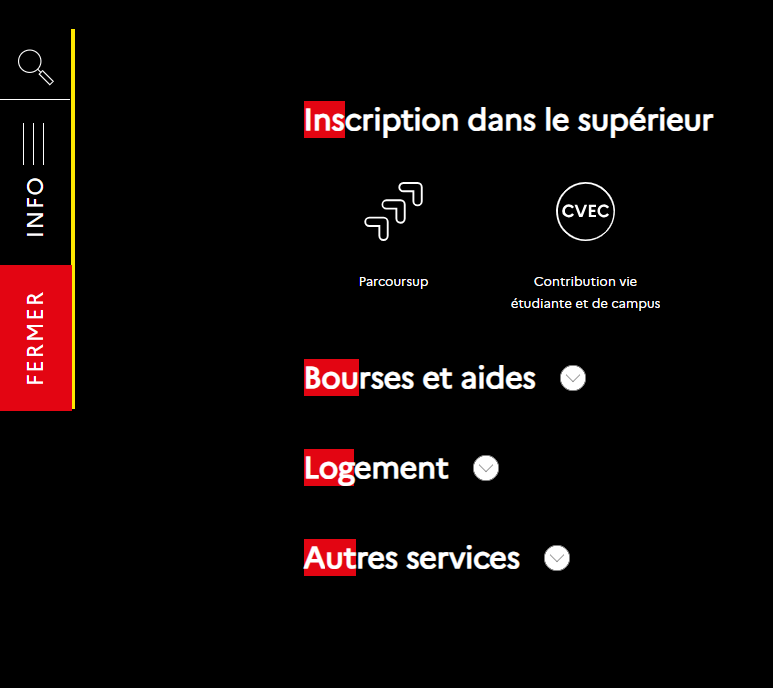 INFO
FERMER
Inscription dans le supérieur
CVEC
Parcoursup
Contribution vie
étudiante et de campus
Bourses et aides
Logement
Autres services